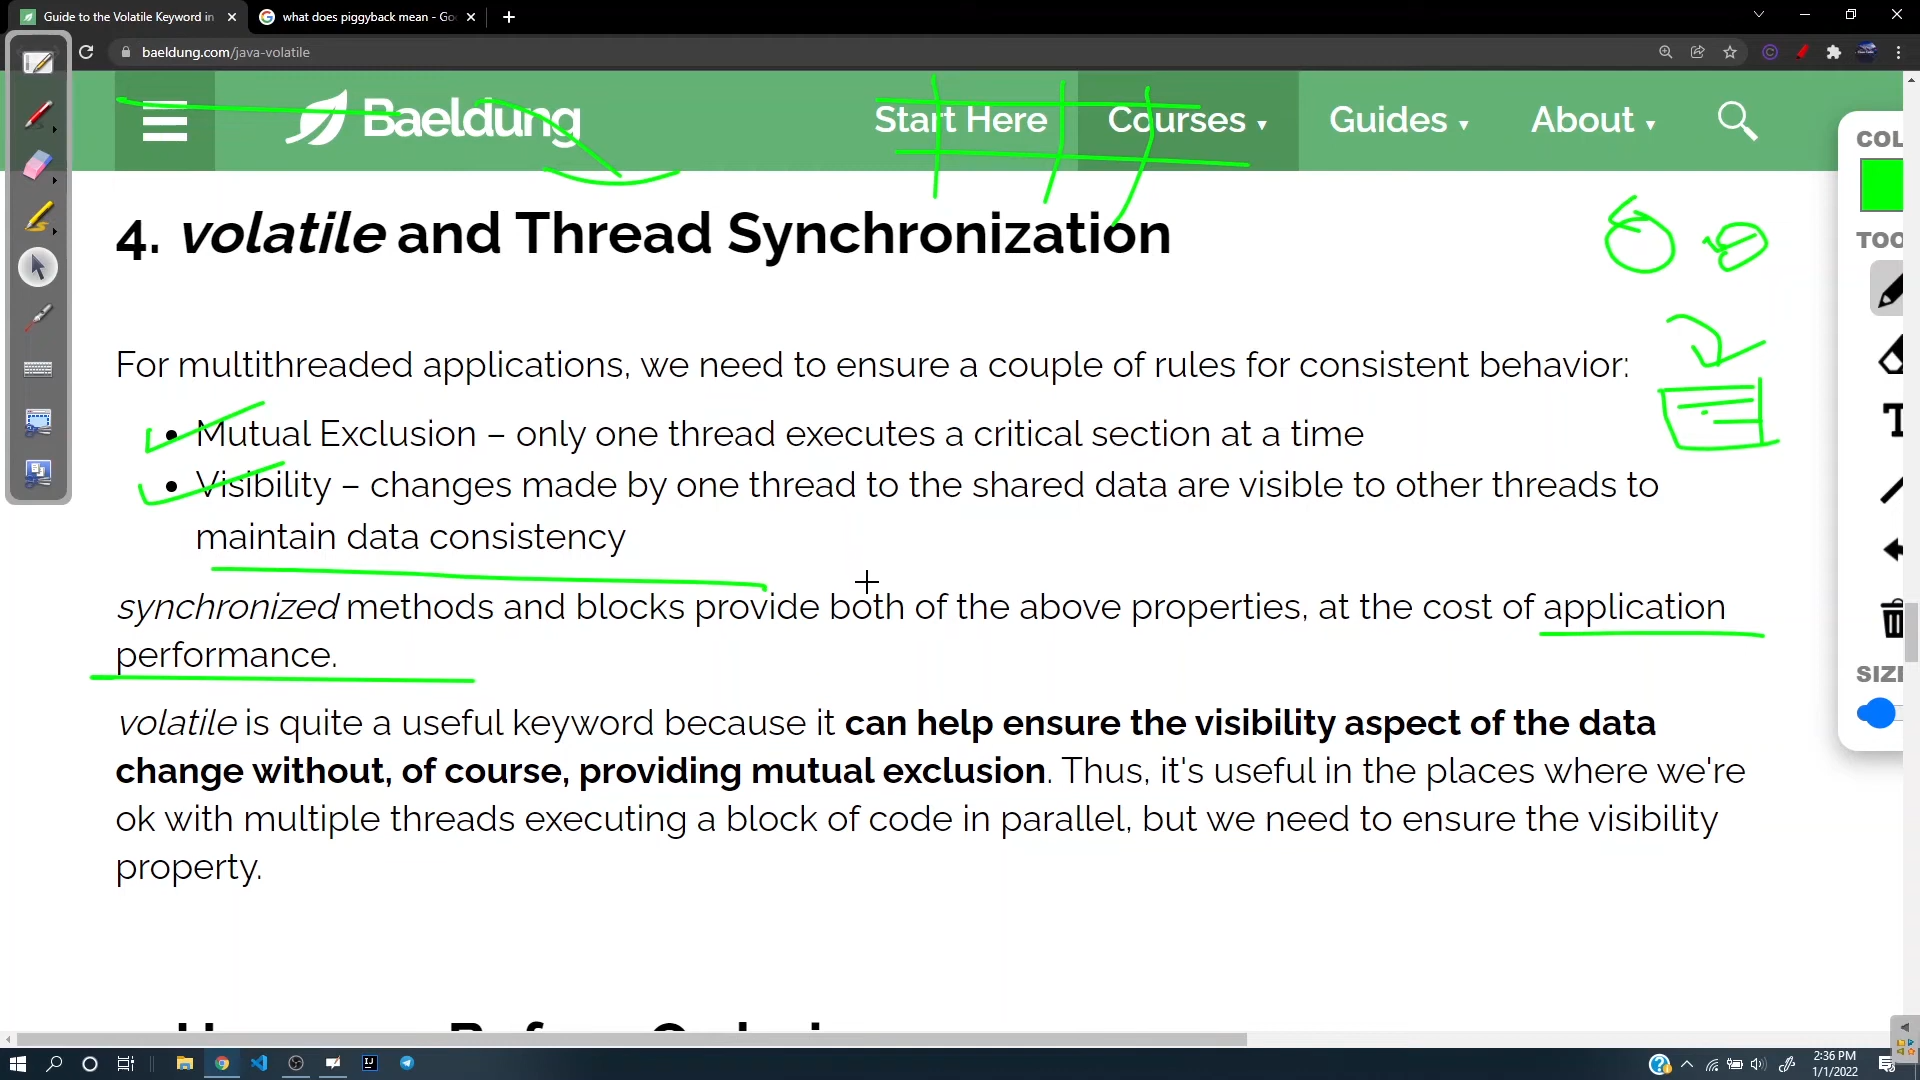 Guide to the Volatile Keyword in
what does piggyback mean - Go
baeldung.com/java-volatile
Baeldung
Start Here
Courses
Guides
About
COL
4. volatile and Thread Synchronization
TOO
For multithreaded applications, we need to ensure a couple of rules for consistent behavior:
• Mutual Exclusion – only one thread executes a critical section at a time
• Visibility – changes made by one thread to the shared data are visible to other threads to
maintain data consistency
synchronized methods and blocks provide both of the above properties, at the cost of application
performance.
SIZE
volatile is quite a useful keyword because it can help ensure the visibility aspect of the data
change without, of course, providing mutual exclusion. Thus, it's useful in the places where we're
ok with multiple threads executing a block of code in parallel, but we need to ensure the visibility
property.
2:36 PM
1/1/2022